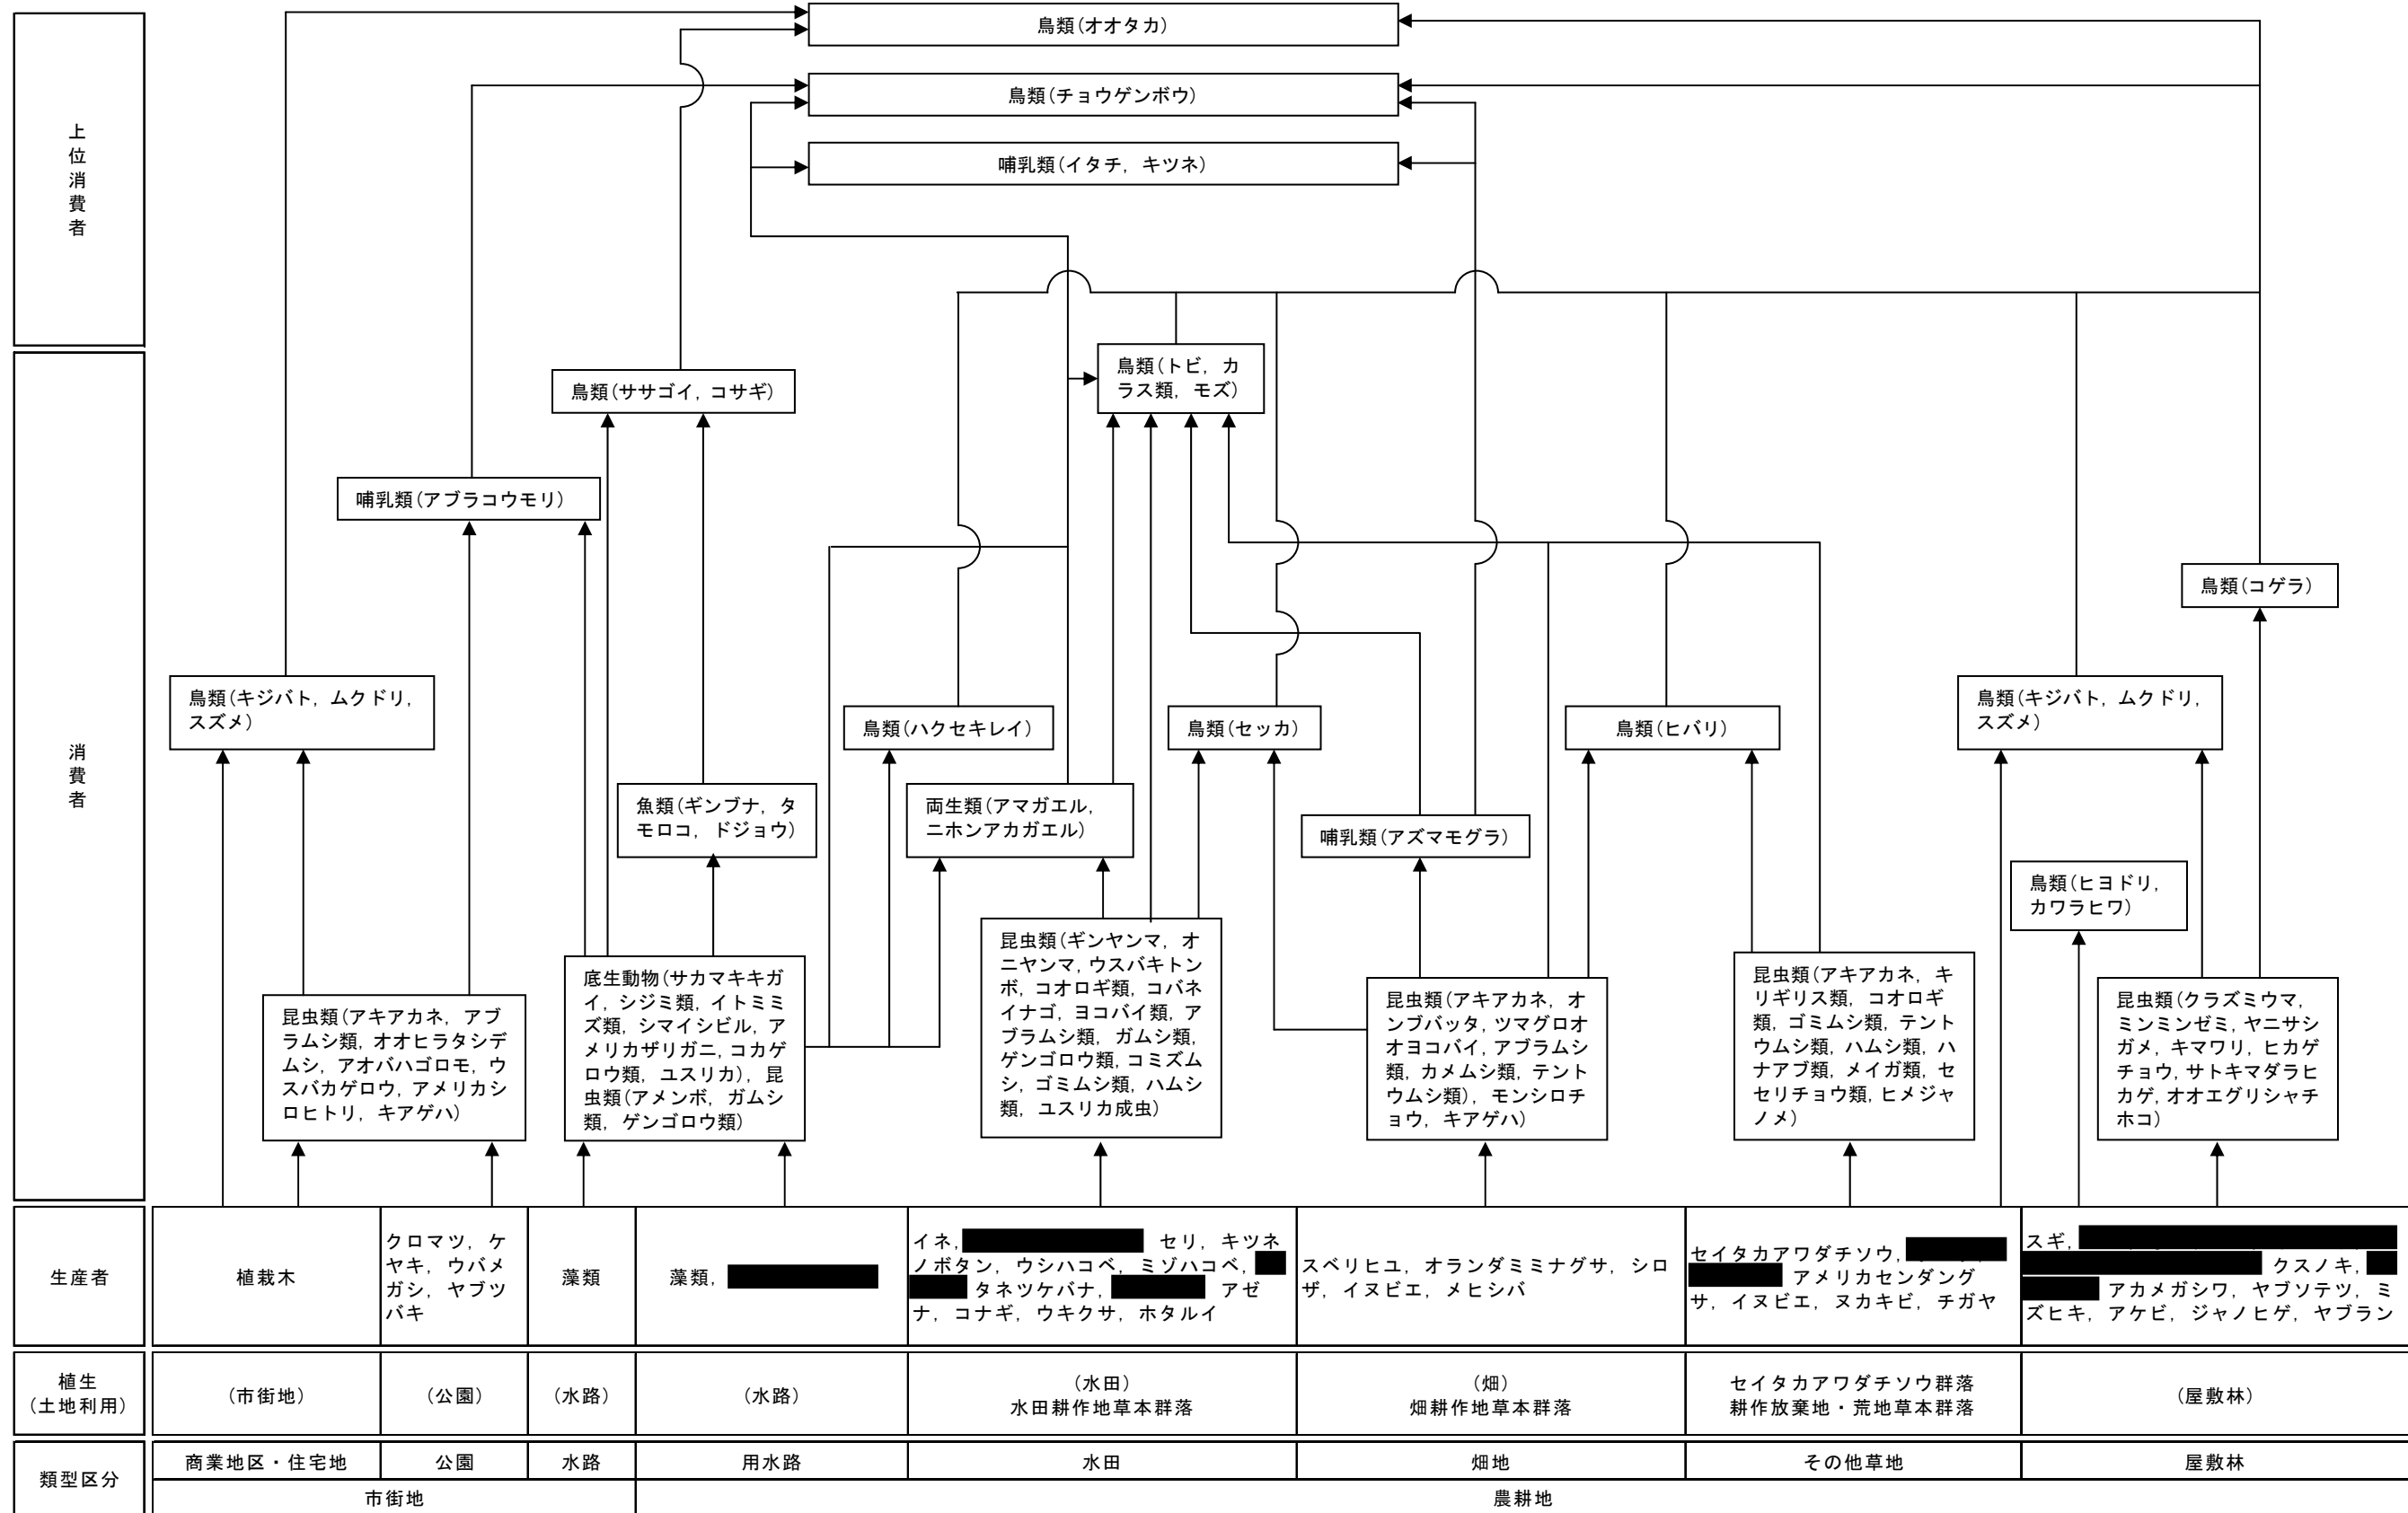 上位消費者
鳥類(オオタカ)
鳥類(チョウゲンボウ)
哺乳類(イタチ, キツネ)
消費者
鳥類(トビ, カ
ラス類, モズ)
鳥類(ササゴイ, コサギ)
哺乳類(アブラコウモリ)
鳥類(コゲラ)
鳥類(キジバト, ムクドリ,
スズメ)
鳥類(ハクセキレイ)
鳥類(セッカ)
鳥類(ヒバリ)
鳥類(キジバト, ムクドリ,
スズメ)
魚類(ギンブナ, タ
モロコ, ドジョウ)
両生類(アマガエル,
ニホンアカガエル)
哺乳類(アズマモグラ)
鳥類(ヒヨドリ,
カワラヒワ)
昆虫類(アキアカネ, アブ
ラムシ類, オオヒラタシデ
ムシ, アオバハゴロモ, ウ
スバカゲロウ, アメリカシ
ロヒトリ, キアゲハ)
底生動物(サカマキキガ
イ, シジミ類, イトミミ
ズ類, シマイシビル, ア
メリカザリガニ, コカゲ
ロウ類, ユスリカ), 昆
虫類(アメンボ, ガムシ
類, ゲンゴロウ類)
昆虫類(ギンヤンマ, オ
ニヤンマ, ウスバキトン
ボ, コオロギ類, コバネ
イナゴ, ヨコバイ類, ア
ブラムシ類, ガムシ類,
ゲンゴロウ類, コミズム
シ, ゴミムシ類, ハムシ
類, ユスリカ成虫)
昆虫類(アキアカネ, オ
ンブバッタ, ツマグロオ
オヨコバイ, アブラムシ
類, カメムシ類, テント
ウムシ類), モンシロチ
ョウ, キアゲハ)
昆虫類(アキアカネ, キ
リギリス類, コオロギ
類, ゴミムシ類, テント
ウムシ類, ハムシ類, ハ
ナアブ類, メイガ類, セ
セリチョウ類, ヒメジャ
ノメ)
昆虫類(クラズミウマ,
ミンミンゼミ, ヤニサシ
ガメ, キマワリ, ヒカゲ
チョウ, サトキマダラヒ
カゲ, オオエグリシャチ
ホコ)
生産者
植栽木
クロマツ, ケ
ヤキ, ウバメ
ガシ, ヤブツ
バキ
藻類
藻類,
イネ, セリ, キツネ
ノボタン, ウシハコベ, ミゾハコベ,
タネツケバナ, アゼ
ナ, コナギ, ウキクサ, ホタルイ
スベリヒユ, オランダミミナグサ, シロ
ザ, イヌビエ, メヒシバ
セイタカアワダチソウ,
アメリカセンダング
サ, イヌビエ, ヌカキビ, チガヤ
スギ,
クスノキ,
アカメガシワ, ヤブソテツ, ミ
ズヒキ, アケビ, ジャノヒゲ, ヤブラン
植生
(土地利用)
(市街地)
(公園)
(水路)
(水路)
(水田)
水田耕作地草本群落
(畑)
畑耕作地草本群落
セイタカアワダチソウ群落
耕作放棄地・荒地草本群落
(屋敷林)
類型区分
商業地区・住宅地
公園
水路
用水路
水田
畑地
その他草地
屋敷林
市街地
農耕地